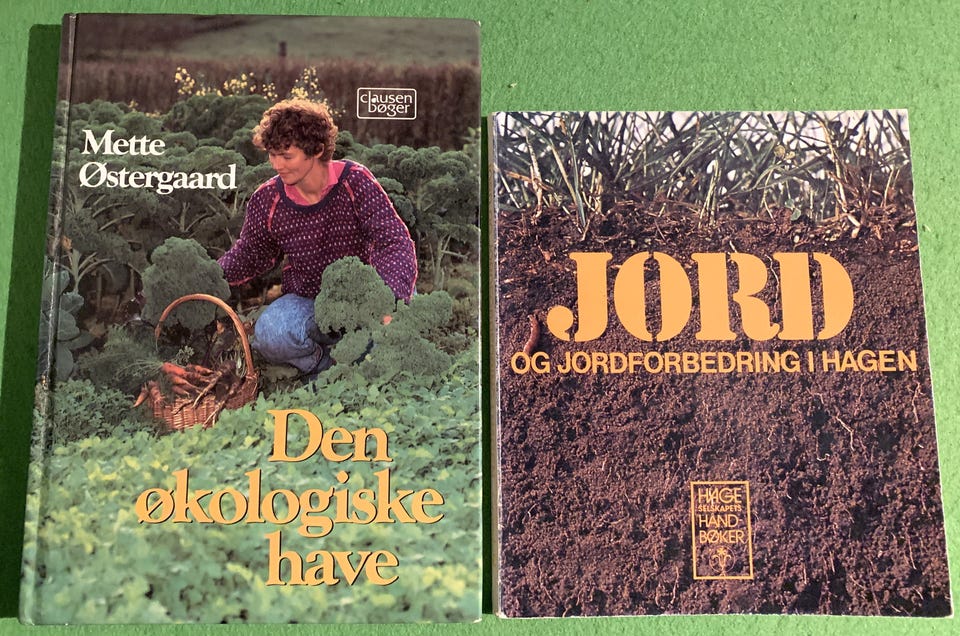 clausen
bøger
Mette
Østergaard
Den
økologiske
have
JORD
OG JORDFORBEDRING I HAGEN
HAGE
SELSKAPETS
HÅND-
BØKER